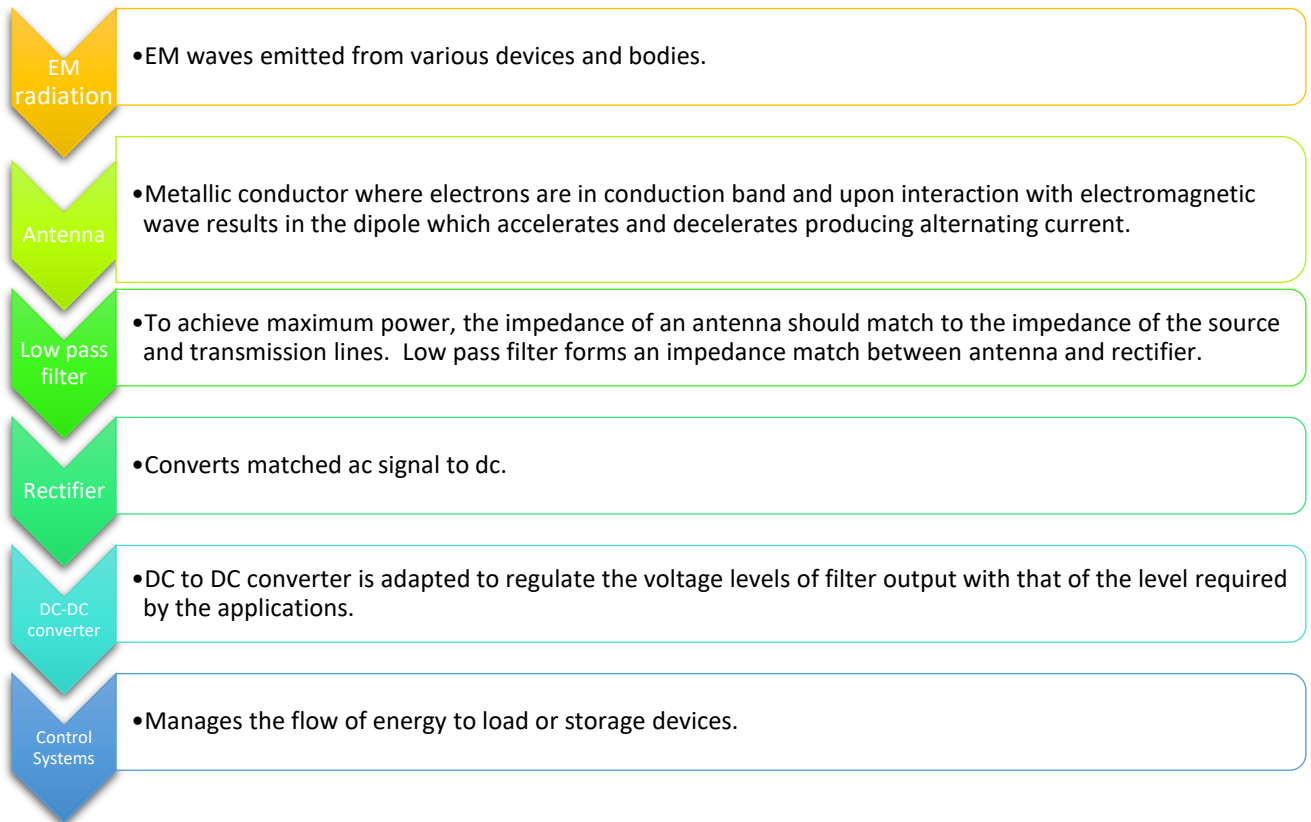 EM
radiation
•EM waves emitted from various devices and bodies.
Antenna
•Metallic conductor where electrons are in conduction band and upon interaction with electromagnetic
wave results in the dipole which accelerates and decelerates producing alternating current.
Low pass
filter
•To achieve maximum power, the impedance of an antenna should match to the impedance of the source
and transmission lines.  Low pass filter forms an impedance match between antenna and rectifier.
Rectifier
•Converts matched ac signal to dc.
DC-DC
converter
•DC to DC converter is adapted to regulate the voltage levels of filter output with that of the level required
by the applications.
Control
Systems
•Manages the flow of energy to load or storage devices.